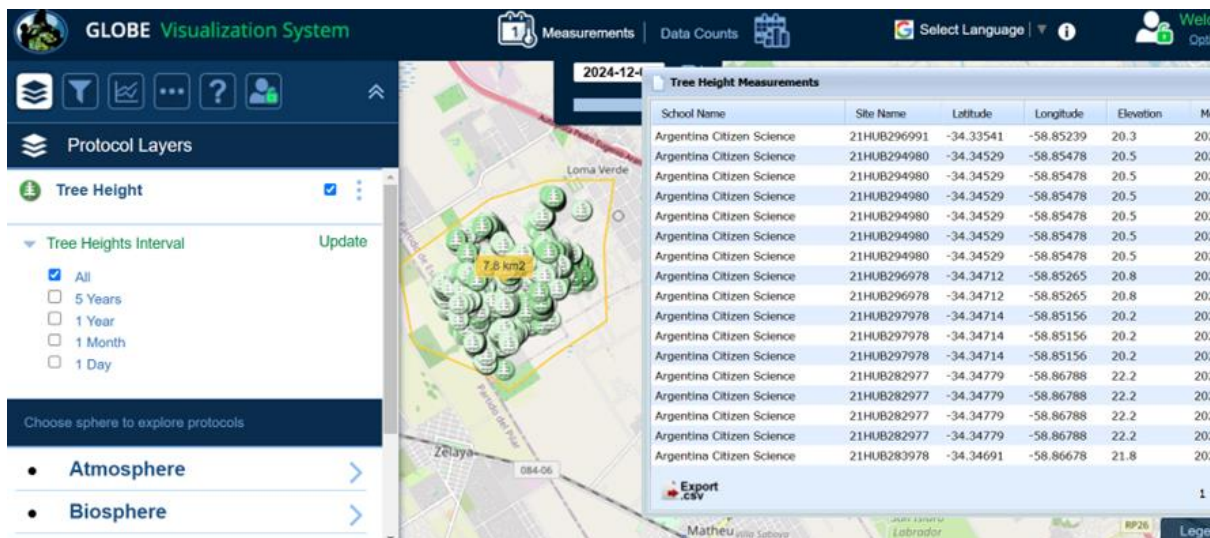 GLOBE Visualization System
1 Measurements | Data Counts
Select Language
Protocol Layers
Tree Height
Tree Heights Interval Update
All
5 Years
1 Year
1 Month
1 Day
Choose sphere to explore protocols
Atmosphere
Biosphere
Loma Verde
7.8 km2
Zelaya
084-06
Matheu
Partido del Pilar
RP26
Tree Height Measurements
School Name Site Name Latitude Longitude Elevation
Argentina Citizen Science 21HUB296991 -34.33541 -58.85239 20.3
Argentina Citizen Science 21HUB294980 -34.34529 -58.85478 20.5
Argentina Citizen Science 21HUB294980 -34.34529 -58.85478 20.5
Argentina Citizen Science 21HUB294980 -34.34529 -58.85478 20.5
Argentina Citizen Science 21HUB294980 -34.34529 -58.85478 20.5
Argentina Citizen Science 21HUB294980 -34.34529 -58.85478 20.5
Argentina Citizen Science 21HUB294980 -34.34529 -58.85478 20.5
Argentina Citizen Science 21HUB296978 -34.34712 -58.85265 20.8
Argentina Citizen Science 21HUB296978 -34.34712 -58.85265 20.8
Argentina Citizen Science 21HUB297978 -34.34714 -58.85156 20.2
Argentina Citizen Science 21HUB297978 -34.34714 -58.85156 20.2
Argentina Citizen Science 21HUB297978 -34.34714 -58.85156 20.2
Argentina Citizen Science 21HUB282977 -34.34779 -58.86788 22.2
Argentina Citizen Science 21HUB282977 -34.34779 -58.86788 22.2
Argentina Citizen Science 21HUB282977 -34.34779 -58.86788 22.2
Argentina Citizen Science 21HUB282977 -34.34779 -58.86788 22.2
Argentina Citizen Science 21HUB283978 -34.34691 -58.86678 21.8
Export
.csv
1